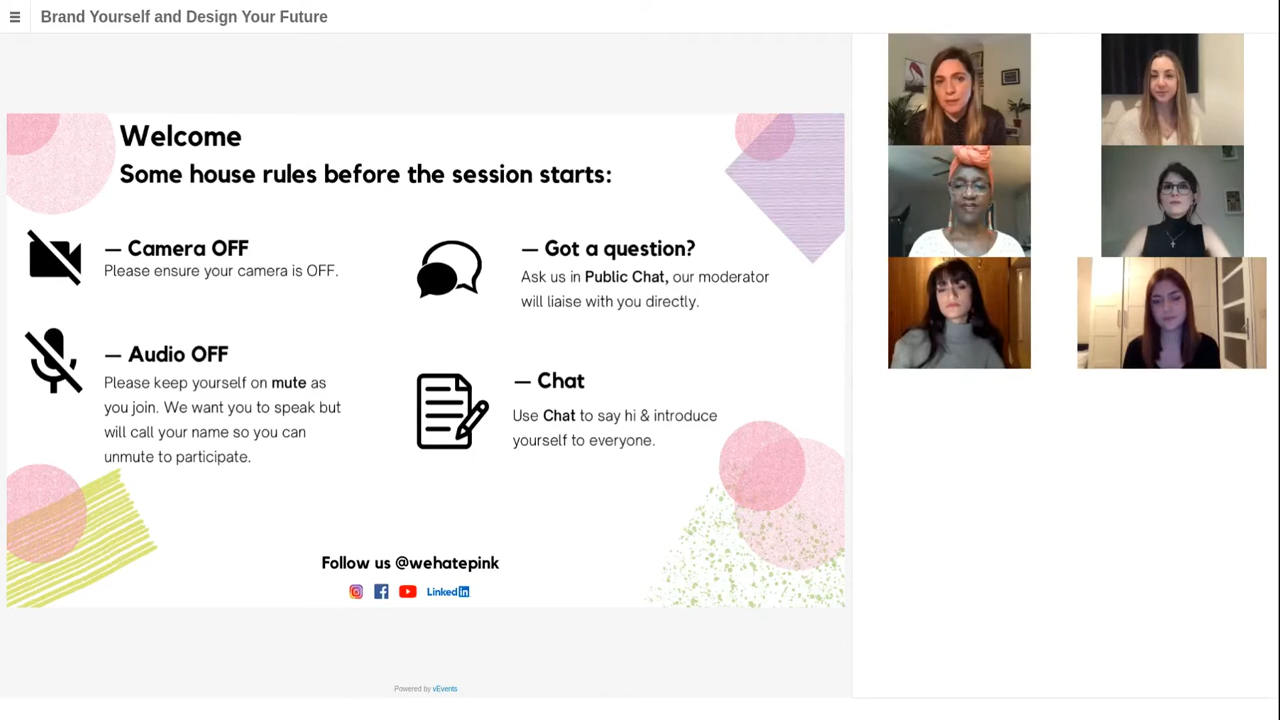 Brand Yourself and Design Your Future
Welcome
Some house rules before the session starts:
— Camera OFF
Please ensure your camera is OFF.
— Audio OFF
Please keep yourself on mute as
you join. We want you to speak but
will call your name so you can
unmute to participate.
— Got a question?
Ask us in Public Chat, our moderator
will liaise with you directly.
— Chat
Use Chat to say hi & introduce
yourself to everyone.
Follow us @wehatepink
Linked in
Powered by vEvents